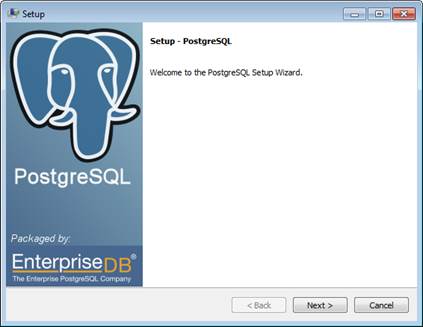 Setup
Setup - PostgreSQL
Welcome to the PostgreSQL Setup Wizard.
PostgreSQL
Packaged by:
EnterpriseDB®
The Enterprise PostgreSQL Company
< Back
Next >
Cancel